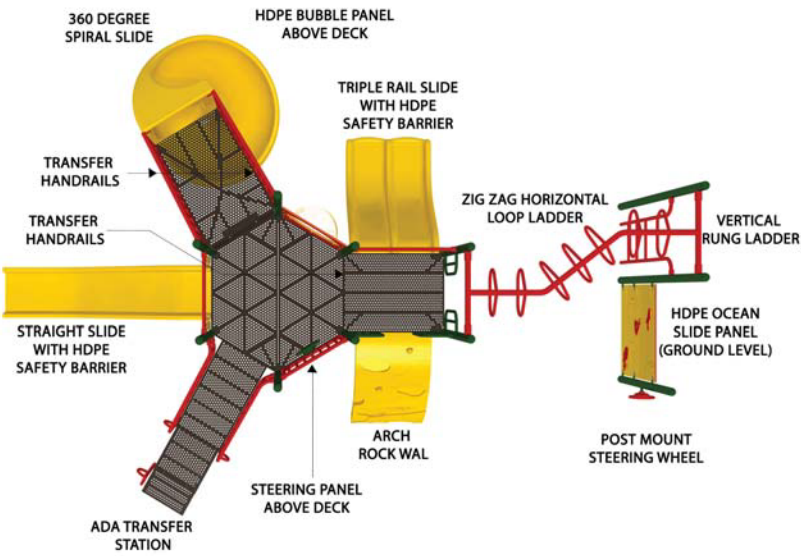 360 DEGREE
SPIRAL SLIDE
HDPE BUBBLE PANEL
ABOVE DECK
TRIPLE RAIL SLIDE
WITH HDPE
SAFETY BARRIER
TRANSFER
HANDRAILS
TRANSFER
HANDRAILS
ZIG ZAG HORIZONTAL
LOOP LADDER
VERTICAL
RUNG LADDER
STRAIGHT SLIDE
WITH HDPE
SAFETY BARRIER
HDPE OCEAN
SLIDE PANEL
(GROUND LEVEL)
ARCH
ROCK WAL
POST MOUNT
STEERING WHEEL
STEERING PANEL
ABOVE DECK
ADA TRANSFER
STATION